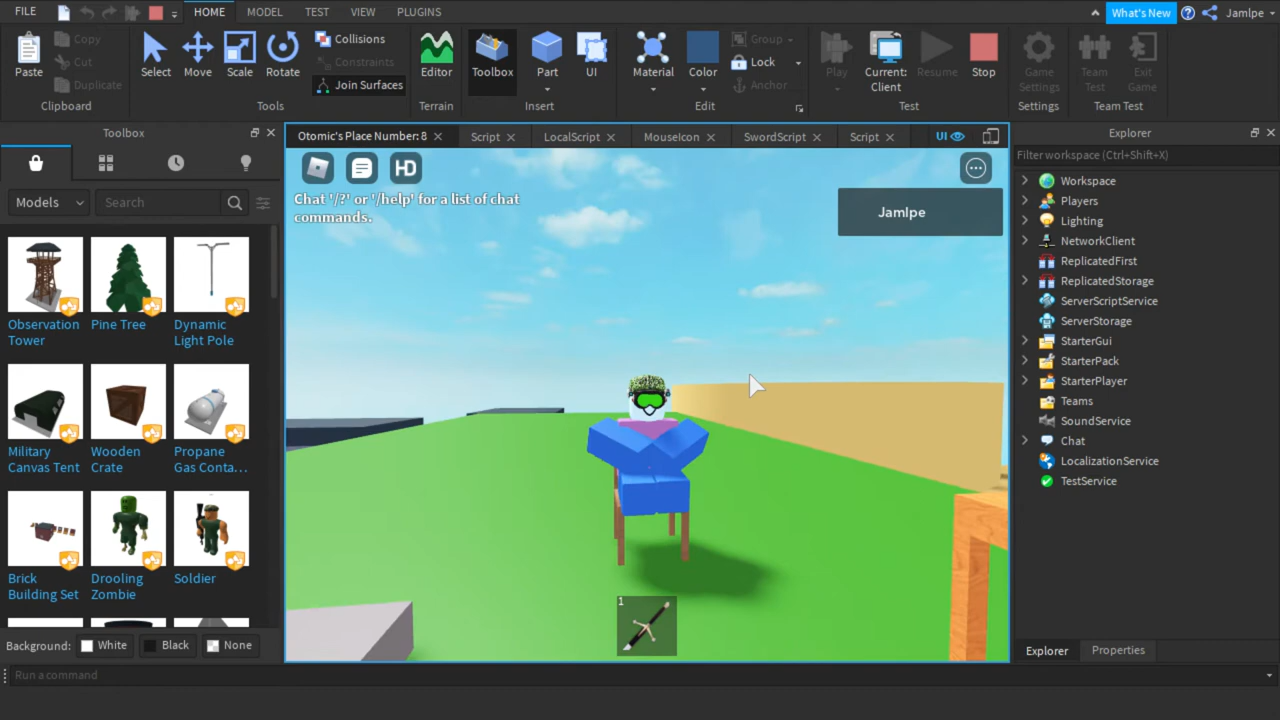 FILE
HOME
MODEL
TEST
VIEW
PLUGINS
What's New
Jamlpe
Paste
Copy
Cut
Duplicate
Clipboard
Select
Move
Scale
Rotate
Collisions
Constraints
Join Surfaces
Tools
Editor
Terrain
Toolbox
Part
UI
Insert
Material
Color
Group
Lock
Anchor
Edit
Play
Current:
Client
Resume
Stop
Test
Game
Settings
Settings
Team
Test
Exit
Game
Team Test
Toolbox
Models
Search
Observation
Tower
Pine Tree
Dynamic
Light Pole
Military
Canvas Tent
Wooden
Crate
Propane
Gas Conta...
Brick
Building Set
Drooling
Zombie
Soldier
Background:
White
Black
None
Run a command
Otomic's Place Number: 8
Script
LocalScript
MouseIcon
SwordScript
Script
UI
HD
Chat '/?' or '/help' for a list of chat
commands.
Jamlpe
1
Explorer
Filter workspace (Ctrl+Shift+X)
Workspace
Players
Lighting
NetworkClient
ReplicatedFirst
ReplicatedStorage
ServerScriptService
ServerStorage
StarterGui
StarterPack
StarterPlayer
Teams
SoundService
Chat
LocalizationService
TestService
Explorer
Properties